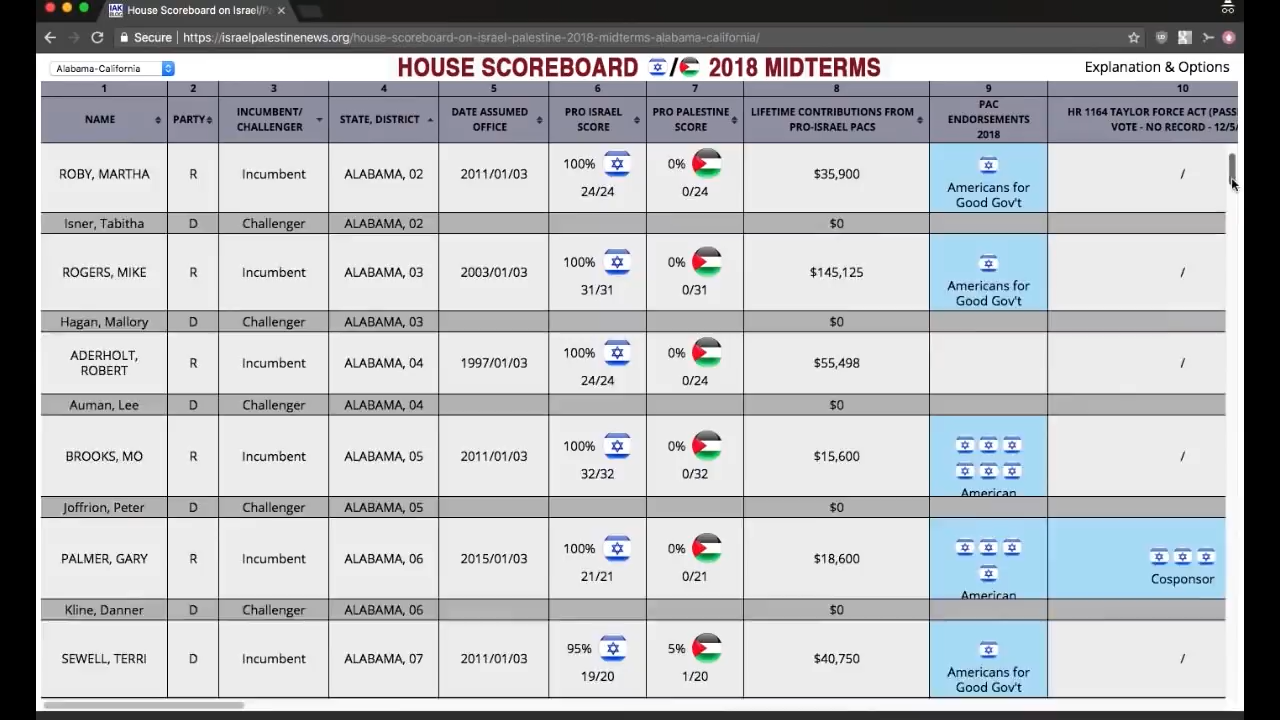 IAK
BLOG
House Scoreboard on Israel/Pa
Secure | https://israelpalestinenews.org/house-scoreboard-on-israel-palestine-2018-midterms-alabama-california/
Alabama-California
HOUSE SCOREBOARD / 2018 MIDTERMS
Explanation & Options
1 2 3 4 5 6 7 8 9 10
NAME PARTY INCUMBENT/ CHALLENGER STATE, DISTRICT DATE ASSUMED OFFICE PRO ISRAEL SCORE PRO PALESTINE SCORE LIFETIME CONTRIBUTIONS FROM PRO-ISRAEL PACS PAC ENDORSEMENTS 2018 HR 1164 TAYLOR FORCE ACT (PASS VOTE - NO RECORD - 12/5/
ROBY, MARTHA R Incumbent ALABAMA, 02 2011/01/03 100% 24/24 0% 0/24 $35,900 Americans for Good Gov't /
Isner, Tabitha D Challenger ALABAMA, 02 $0
ROGERS, MIKE R Incumbent ALABAMA, 03 2003/01/03 100% 31/31 0% 0/31 $145,125 Americans for Good Gov't /
Hagan, Mallory D Challenger ALABAMA, 03 $0
ADERHOLT, ROBERT R Incumbent ALABAMA, 04 1997/01/03 100% 24/24 0% 0/24 $55,498 /
Auman, Lee D Challenger ALABAMA, 04 $0
BROOKS, MO R Incumbent ALABAMA, 05 2011/01/03 100% 32/32 0% 0/32 $15,600 American /
Joffrion, Peter D Challenger ALABAMA, 05 $0
PALMER, GARY R Incumbent ALABAMA, 06 2015/01/03 100% 21/21 0% 0/21 $18,600 American Cosponsor
Kline, Danner D Challenger ALABAMA, 06 $0
SEWELL, TERRI D Incumbent ALABAMA, 07 2011/01/03 95% 19/20 5% 1/20 $40,750 Americans for Good Gov't /